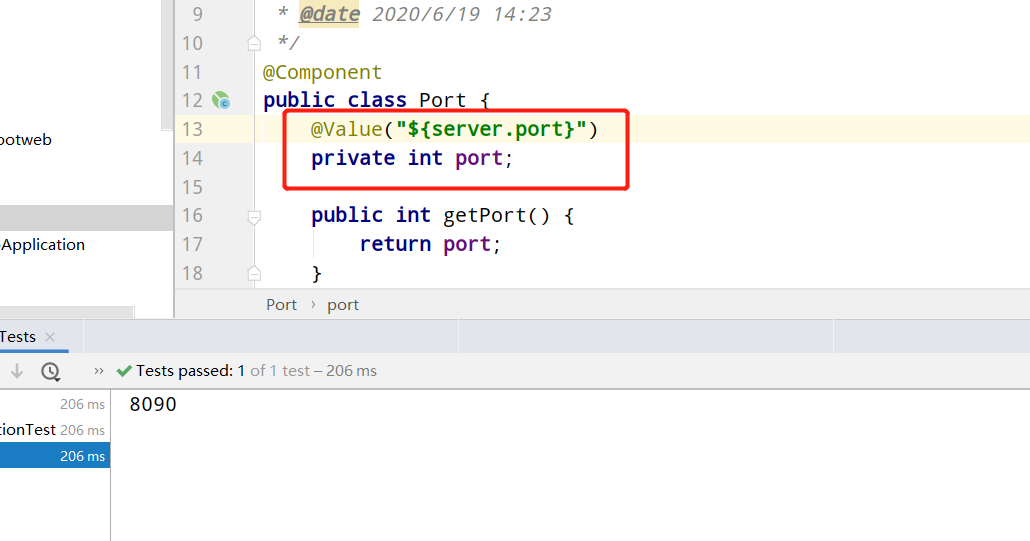 9 * @date 2020/6/19 14:23
10 */
11 @Component
12 public class Port {
13 @Value("${server.port}")
14 private int port;
15
16 public int getPort() {
17 return port;
18 }
ootweb
Application
Port › port
Tests ×
›› Tests passed: 1 of 1 test – 206 ms
206 ms
tionTest 206 ms
206 ms
8090